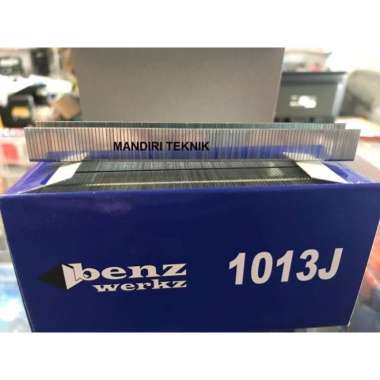 MANDIRI TEKNIK
benz
werkz
1013J